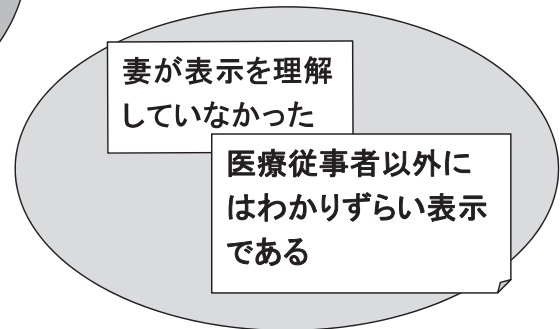 妻が表示を理解
していなかった
医療従事者以外に
はわかりずらい表示
である